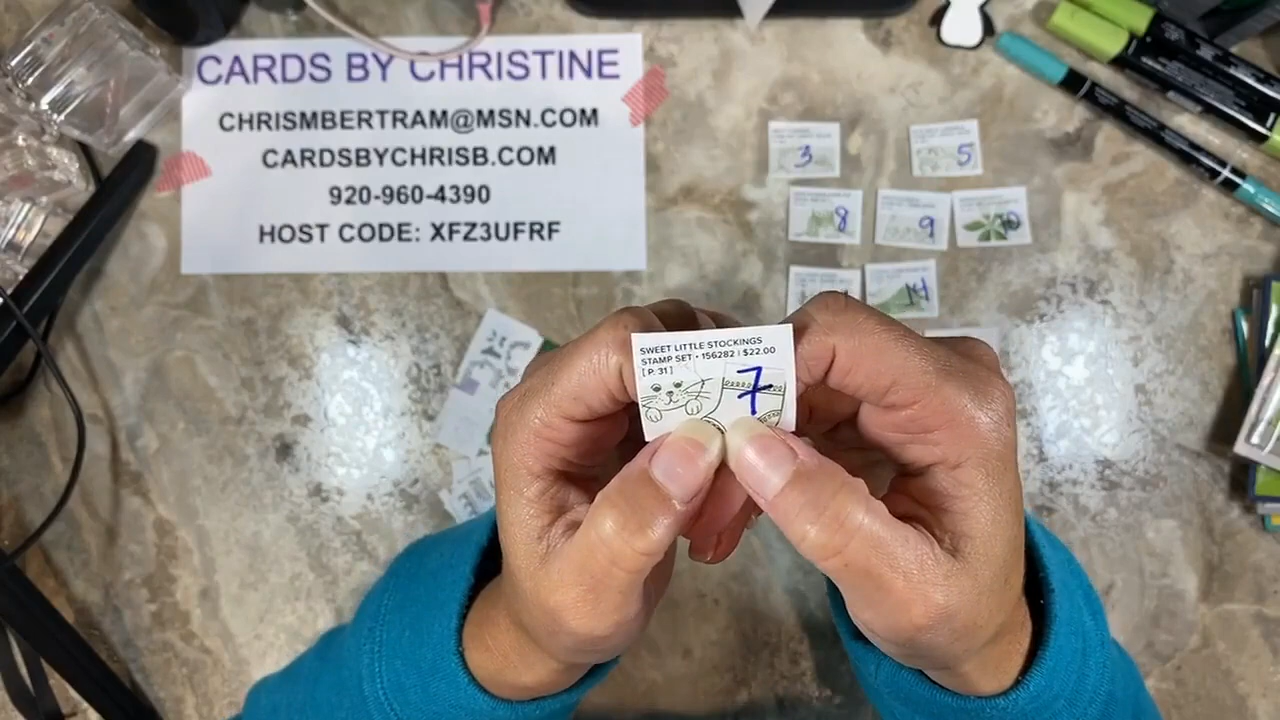 CARDS BY CHRISTINE
CHRISMBERTRAM@MSN.COM
CARDSBYCHRISB.COM
920-960-4390
HOST CODE: XFZ3UFRF
3
5
8
9
10
14
SWEET LITTLE STOCKINGS
STAMP SET • 156282 | $22.00
[ P. 31 ]
7